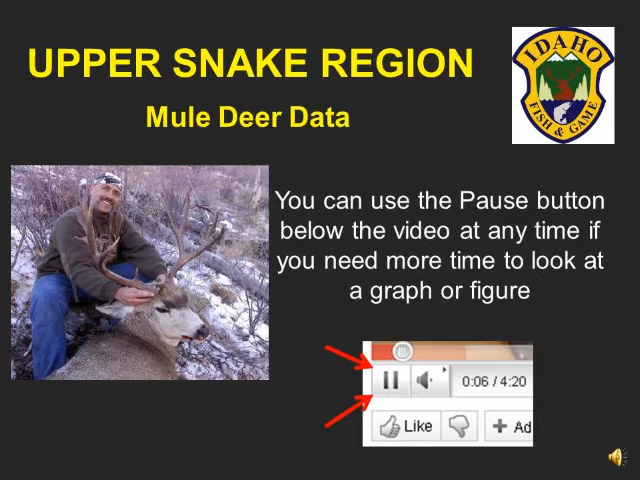 UPPER SNAKE REGION
Mule Deer Data
IDAHO
FISH & GAME
You can use the Pause button
below the video at any time if
you need more time to look at
a graph or figure
0:06 / 4:20
Like
+ Ad